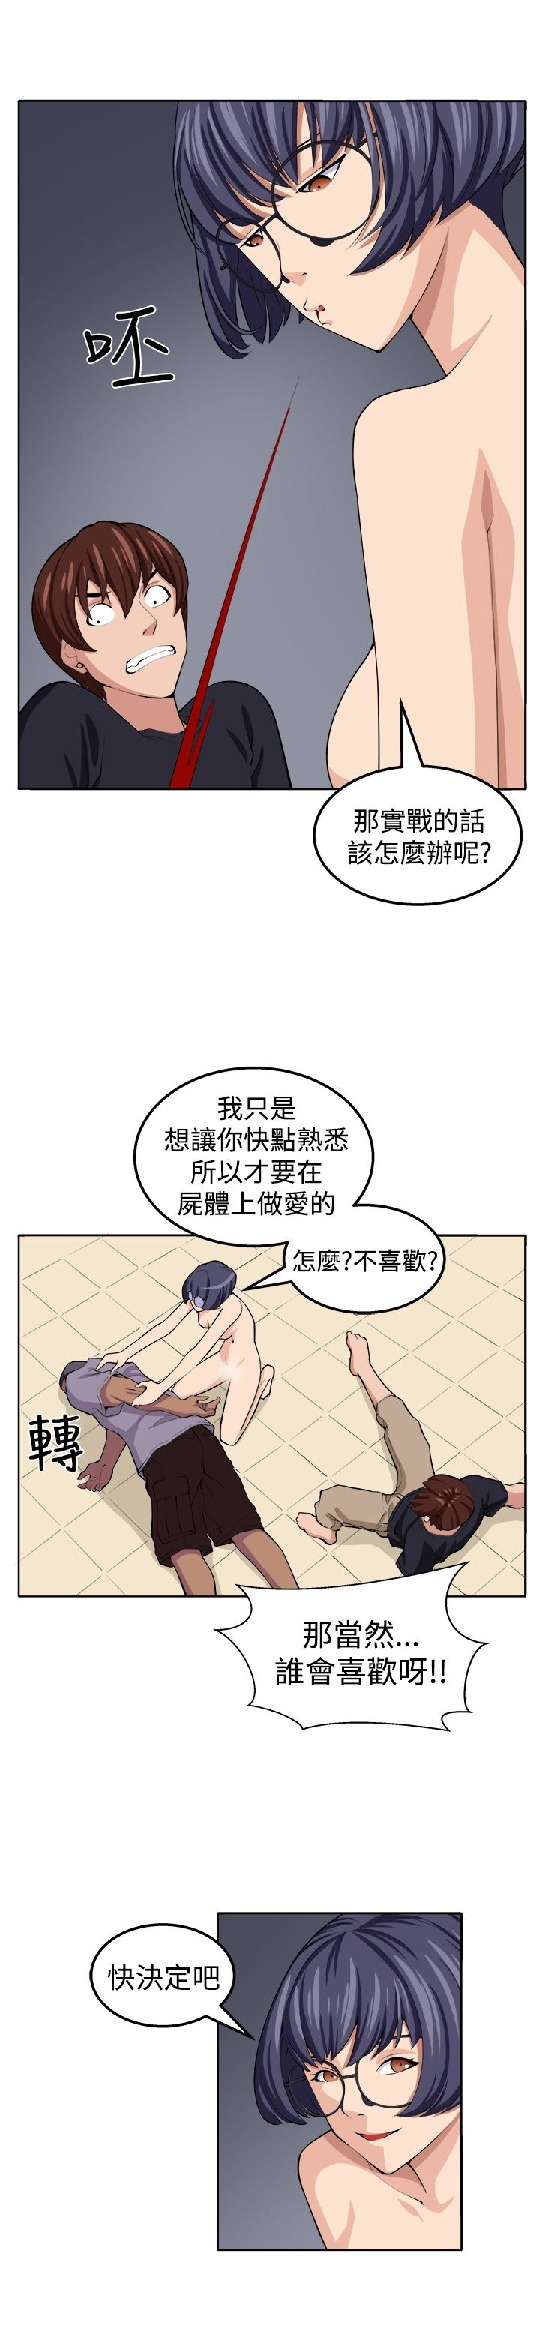 呸
那實戰的話
該怎麼辦呢?
我只是
想讓你快點熟悉
所以才要在
屍體上做愛的
怎麼?不喜歡?
轉
那當然...
誰會喜歡呀!!
快決定吧